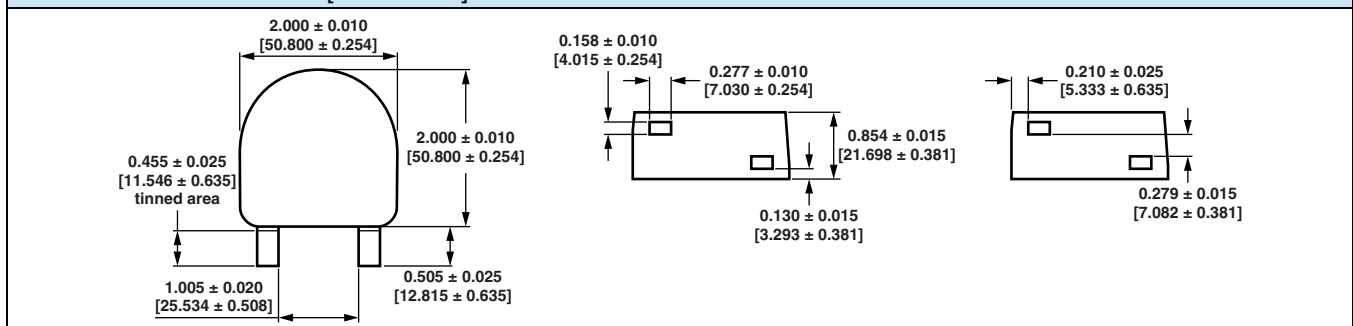 2.000 ± 0.010
[50.800 ± 0.254]
2.000 ± 0.010
[50.800 ± 0.254]
0.455 ± 0.025
[11.546 ± 0.635]
tinned area
1.005 ± 0.020
[25.534 ± 0.508]
0.505 ± 0.025
[12.815 ± 0.635]
0.158 ± 0.010
[4.015 ± 0.254]
0.277 ± 0.010
[7.030 ± 0.254]
0.854 ± 0.015
[21.698 ± 0.381]
0.130 ± 0.015
[3.293 ± 0.381]
0.210 ± 0.025
[5.333 ± 0.635]
0.279 ± 0.015
[7.082 ± 0.381]